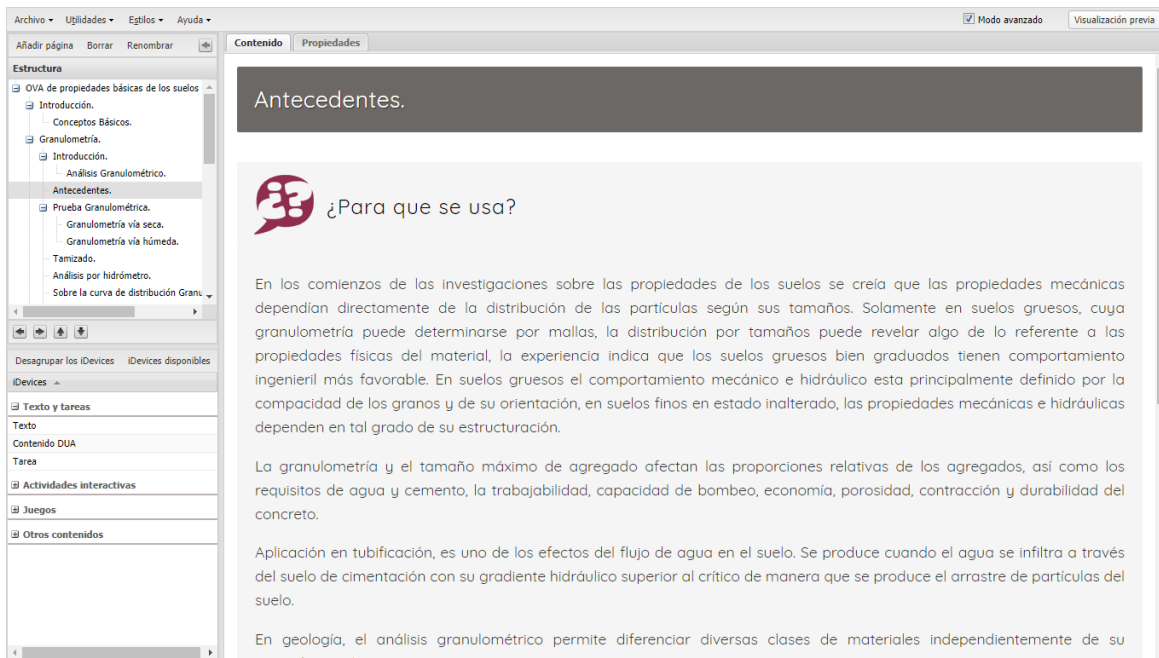 Archivo Utilidades Estilos Ayuda Modo avanzado Visualización previa
Añadir página Borrar Renombrar
Contenido Propiedades
Estructura
OVA de propiedades básicas de los suelos
Introducción.
Conceptos Básicos.
Granulometría.
Introducción.
Análisis Granulométrico.
Antecedentes.
Prueba Granulométrica.
Granulometría vía seca.
Granulometría vía húmeda.
Tamizado.
Análisis por hidrómetro.
Sobre la curva de distribución Granu
Desagrupar los iDevices iDevices disponibles
iDevices
Texto y tareas
Texto
Contenido DUA
Tarea
Actividades interactivas
Juegos
Otros contenidos
Antecedentes.
¿Para que se usa?
En los comienzos de las investigaciones sobre las propiedades de los suelos se creía que las propiedades mecánicas
dependían directamente de la distribución de las partículas según sus tamaños. Solamente en suelos gruesos, cuya
granulometría puede determinarse por mallas, la distribución por tamaños puede revelar algo de lo referente a las
propiedades físicas del material, la experiencia indica que los suelos gruesos bien graduados tienen comportamiento
ingenieril más favorable. En suelos gruesos el comportamiento mecánico e hidráulico esta principalmente definido por la
compacidad de los granos y de su orientación, en suelos finos en estado inalterado, las propiedades mecánicas e hidráulicas
dependen en tal grado de su estructuración.
La granulometría y el tamaño máximo de agregado afectan las proporciones relativas de los agregados, así como los
requisitos de agua y cemento, la trabajabilidad, capacidad de bombeo, economía, porosidad, contracción y durabilidad del
concreto.
Aplicación en tubificación, es uno de los efectos del flujo de agua en el suelo. Se produce cuando el agua se infiltra a través
del suelo de cimentación con su gradiente hidráulico superior al crítico de manera que se produce el arrastre de partículas del
suelo.
En geología, el análisis granulométrico permite diferenciar diversas clases de materiales independientemente de su